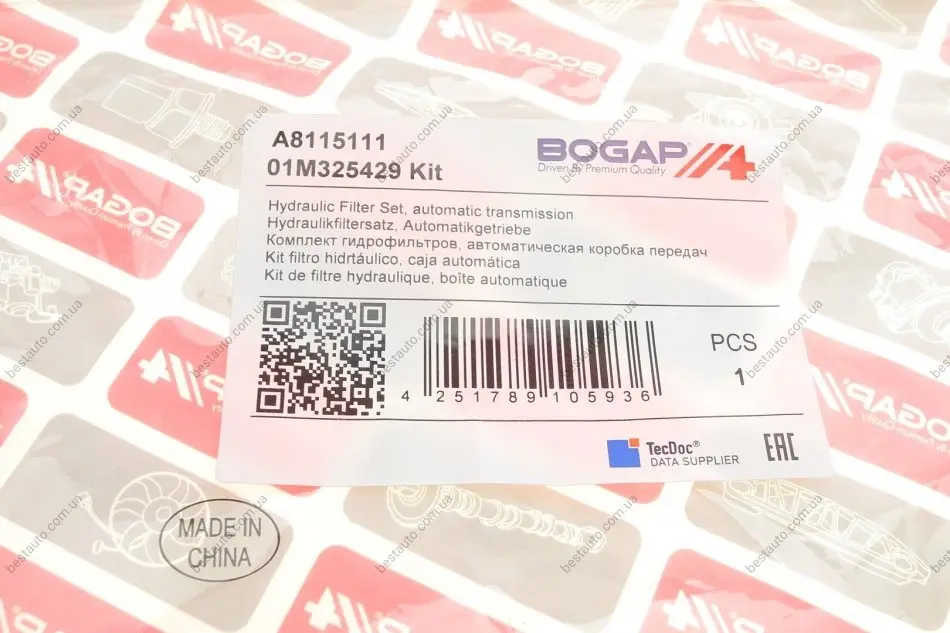 A8115111
01M325429 Kit
BOGAP
Driven By Premium Quality
Hydraulic Filter Set, automatic transmission
Hydraulikfiltersatz, Automatikgetriebe
Комплект гидрофильтров, автоматическая коробка передач
Kit filtro hidrtáulico, caja automática
Kit de filtre hydraulique, boîte automatique
PCS
1
4 251789 105936
TecDoc®
DATA SUPPLIER
EAC
MADE IN
CHINA
bestauto.com.ua